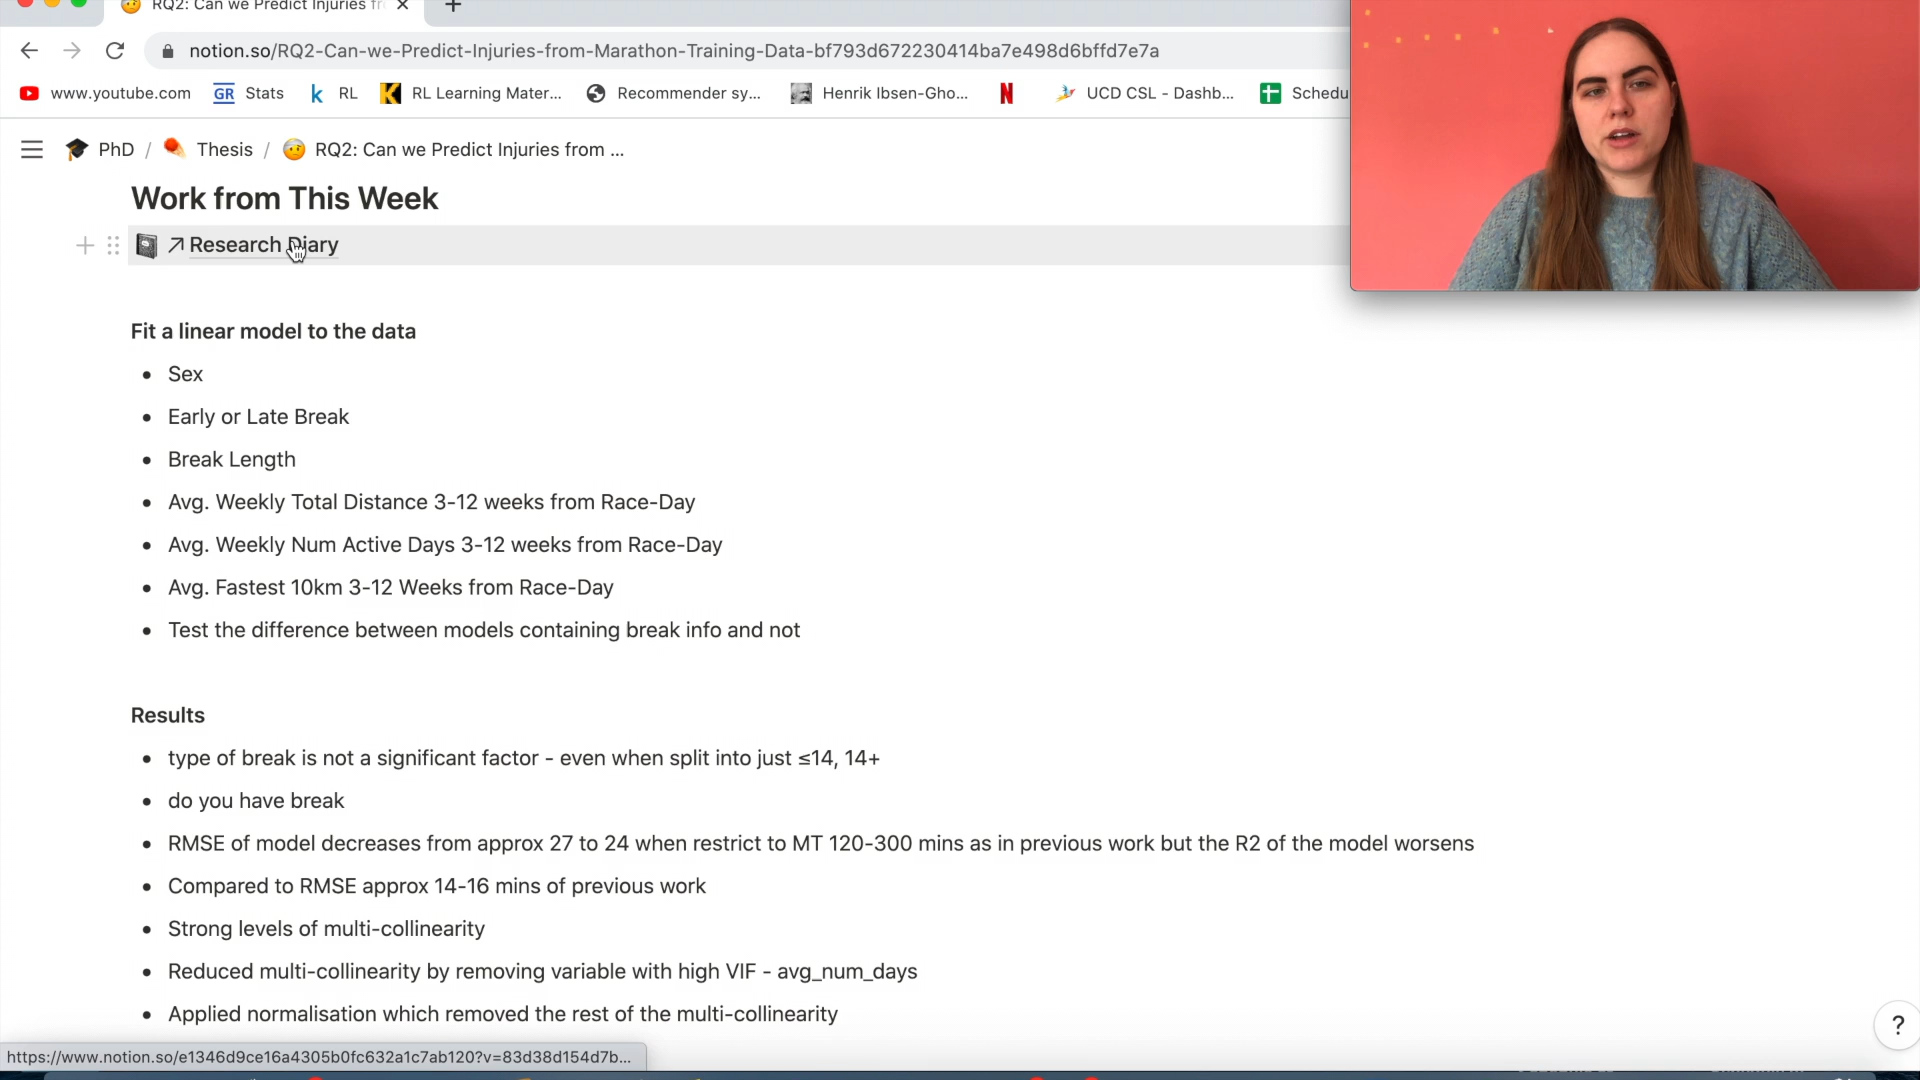 RQ2: Can we Predict Injuries fr
notion.so/RQ2-Can-we-Predict-Injuries-from-Marathon-Training-Data-bf793d672230414ba7e498d6bffd7e7a
www.youtube.com GR Stats k RL K RL Learning Mater... Recommender sy... Henrik Ibsen-Gho... N UCD CSL - Dashb... Schedu
PhD / Thesis / RQ2: Can we Predict Injuries from ...
Work from This Week
Research Diary
Fit a linear model to the data
• Sex
• Early or Late Break
• Break Length
• Avg. Weekly Total Distance 3-12 weeks from Race-Day
• Avg. Weekly Num Active Days 3-12 weeks from Race-Day
• Avg. Fastest 10km 3-12 Weeks from Race-Day
• Test the difference between models containing break info and not
Results
• type of break is not a significant factor - even when split into just ≤14, 14+
• do you have break
• RMSE of model decreases from approx 27 to 24 when restrict to MT 120-300 mins as in previous work but the R2 of the model worsens
• Compared to RMSE approx 14-16 mins of previous work
• Strong levels of multi-collinearity
• Reduced multi-collinearity by removing variable with high VIF - avg_num_days
• Applied normalisation which removed the rest of the multi-collinearity
?
https://www.notion.so/e1346d9ce16a4305b0fc632a1c7ab120?v=83d38d154d7b...